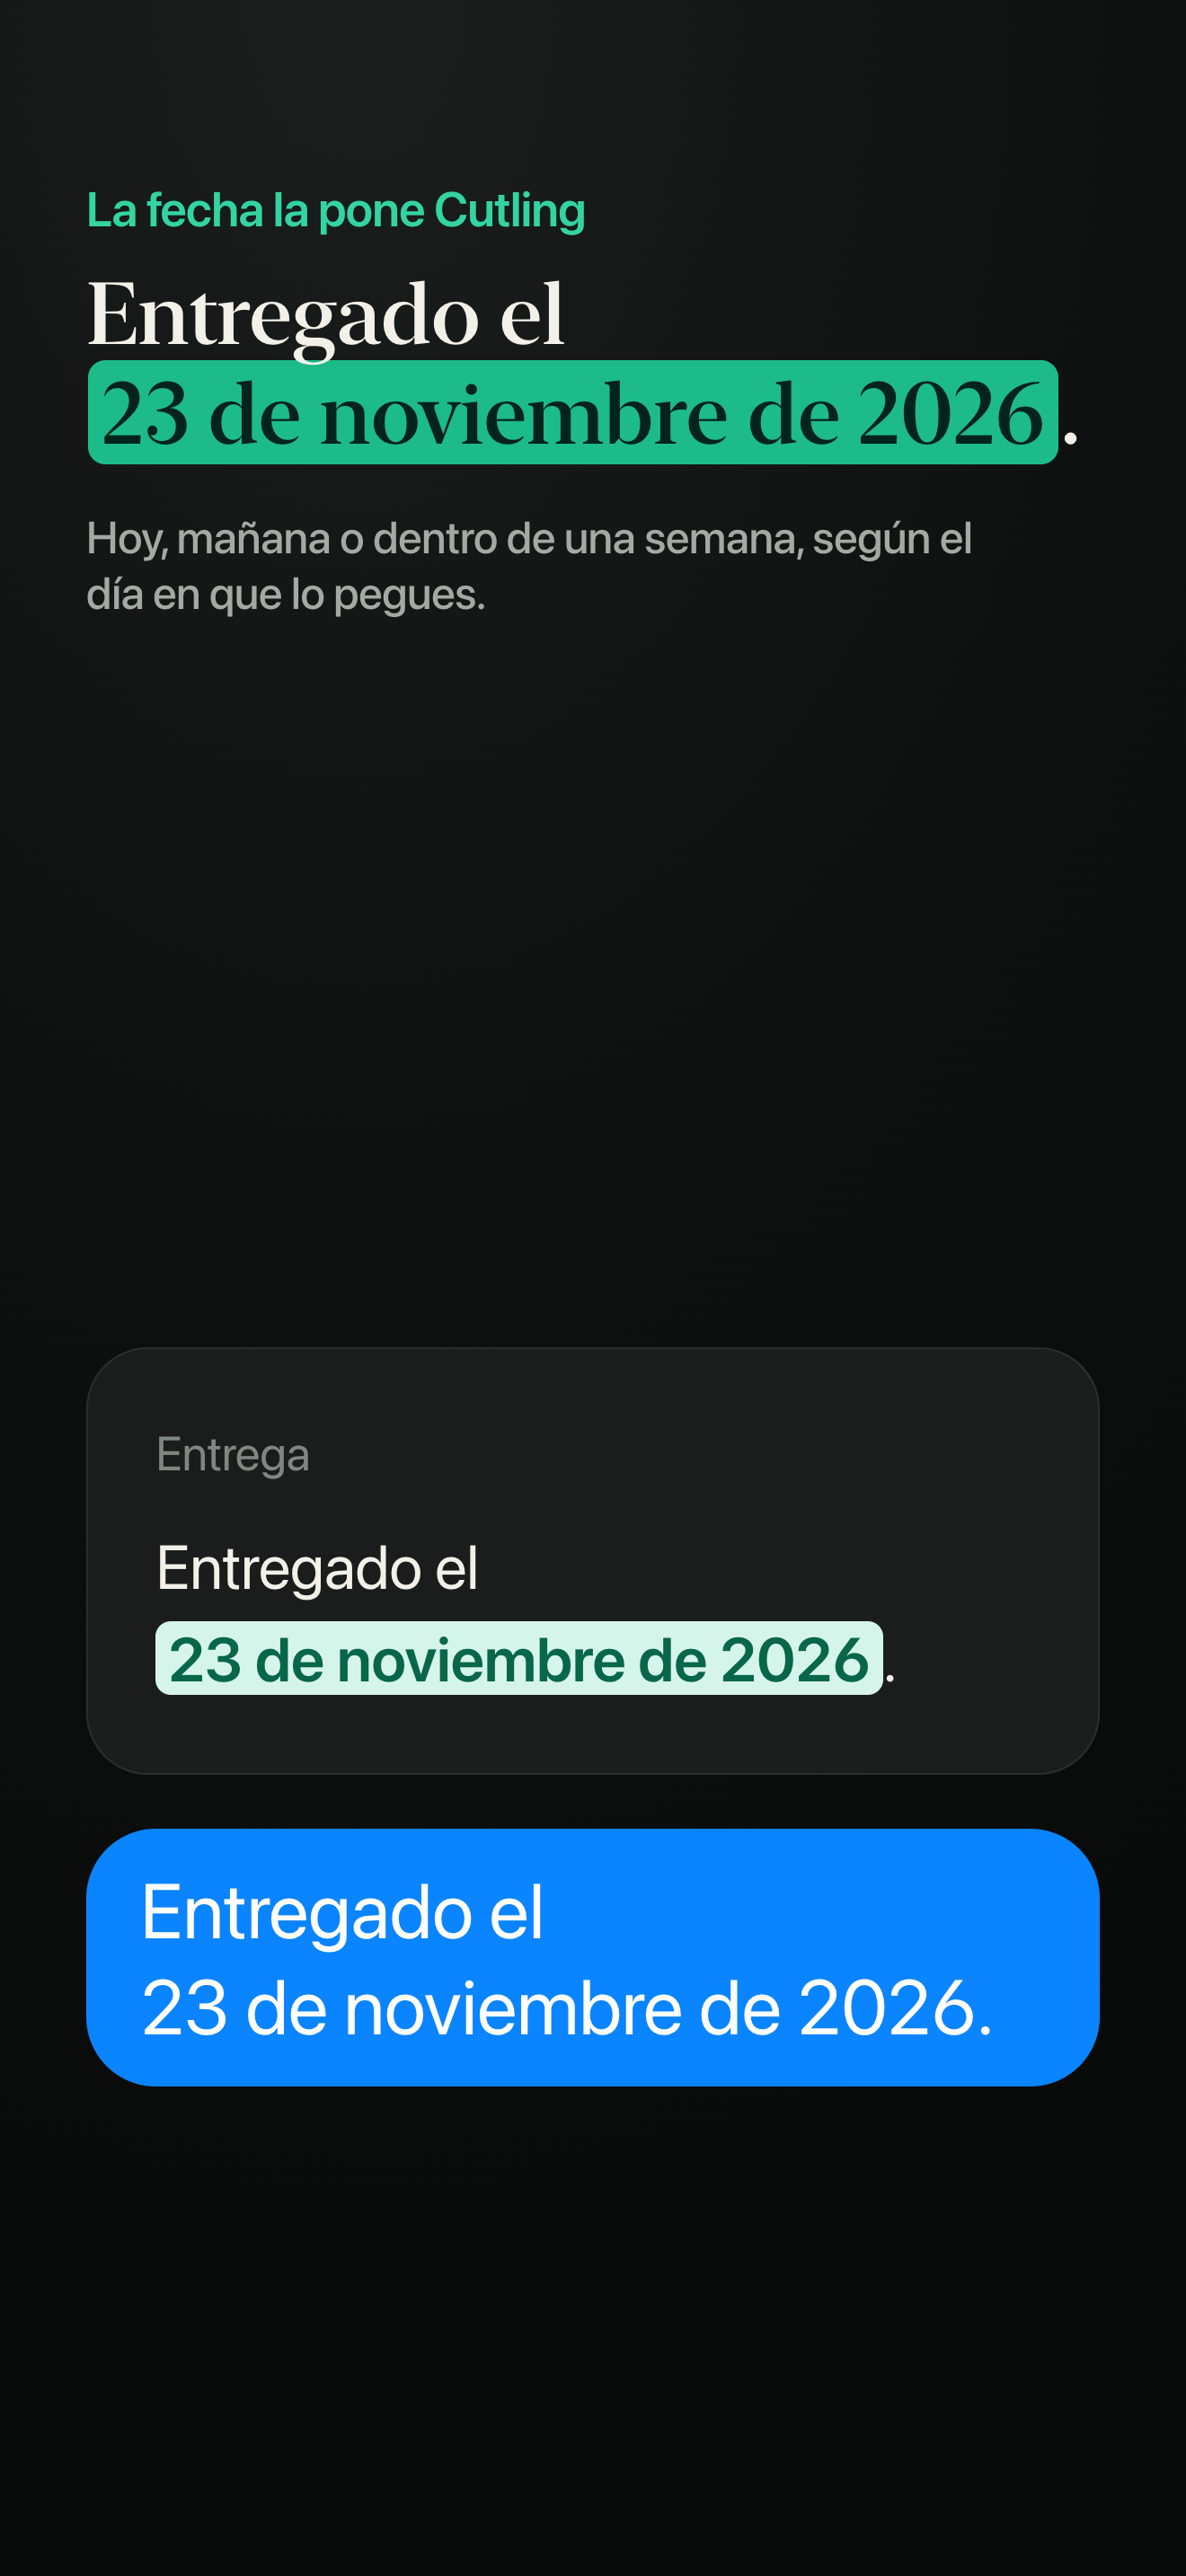 La fecha la pone Cutling
Entregado el
23 de noviembre de 2026.
Hoy, mañana o dentro de una semana, según el
día en que lo pegues.
Entrega
Entregado el
23 de noviembre de 2026.
Entregado el
23 de noviembre de 2026.